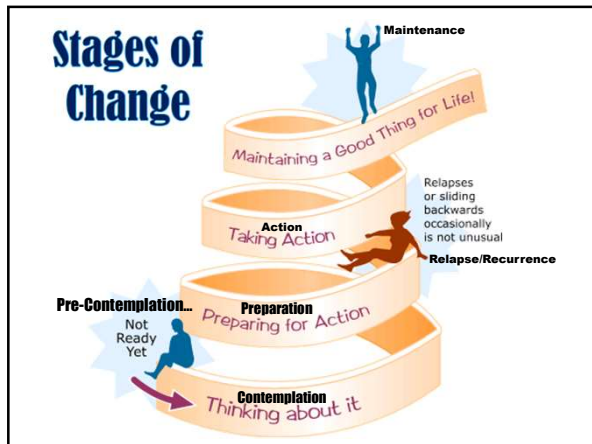 Stages of
Change
Maintenance
Maintaining a Good Thing for Life!
Relapses
or sliding
backwards
occasionally
is not unusual
Relapse/Recurrence
Action
Taking Action
Pre-Contemplation...
Not
Ready
Yet
Preparation
Preparing for Action
Contemplation
Thinking about it